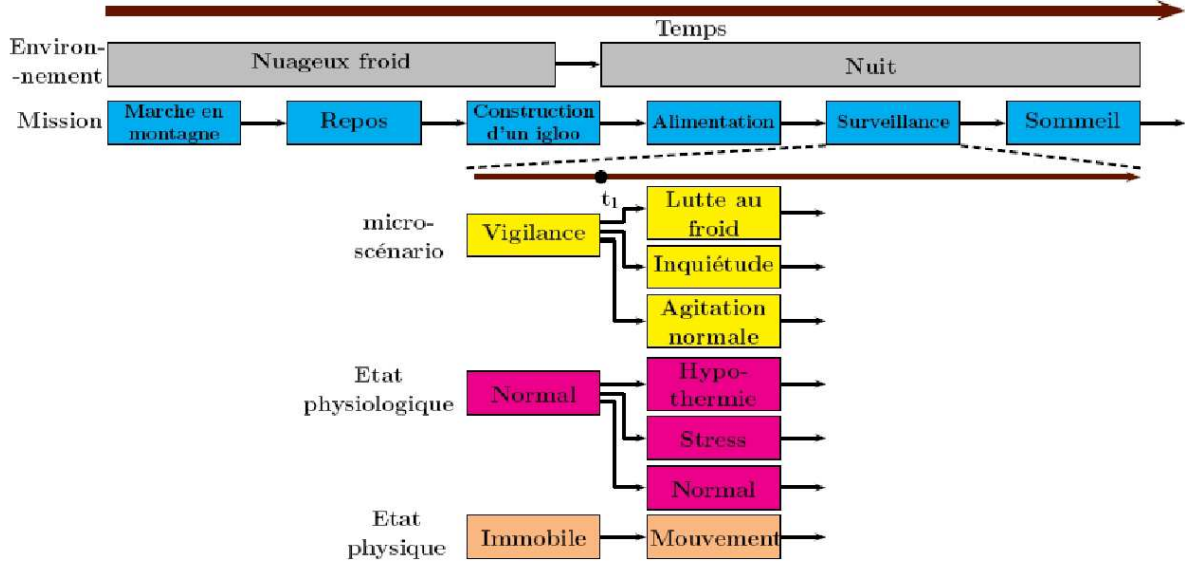 Temps
Environ-
-nement
Nuageux froid
Nuit
Mission
Marche en
montagne
Repos
Construction
d'un igloo
Alimentation
Surveillance
Sommeil
t1
micro-
scénario
Vigilance
Lutte au
froid
Inquiétude
Agitation
normale
Etat
physiologique
Normal
Hypo-
thermie
Stress
Normal
Etat
physique
Immobile
Mouvement